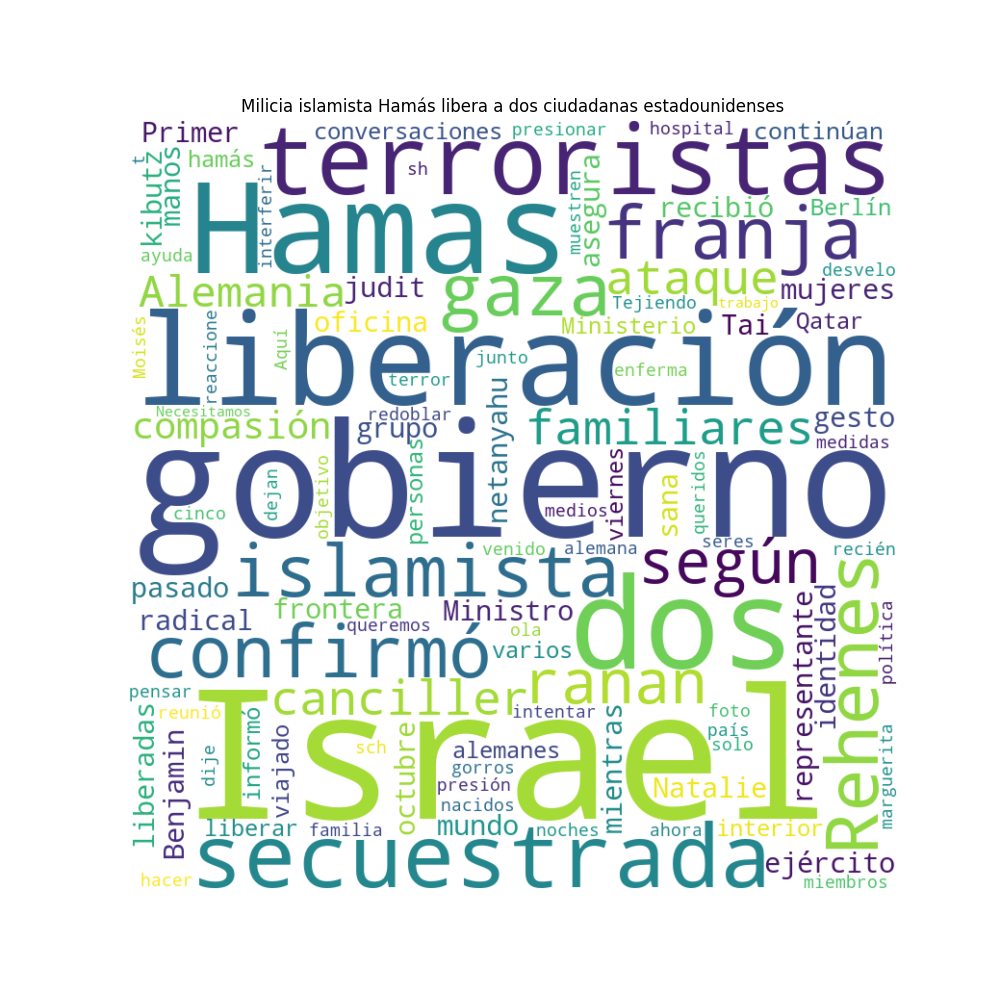 Milicia islamista Hamás libera a dos ciudadanas estadounidenses
Primer
conversaciones
presionar
hospital
continúan
t
kibutz
manos
hamás
interferir
terroristas
sh
muestren
asegura
recibió
Berlín
ayuda
Hamas
franja
desvelo
Alemania
judit
gaza
ataque
Tejiendo
trabajo
mujeres
Moisés
reaccione
Aquí
oficina
Ministerio
Tai
Qatar
liberación
junto
terror
enferma
Necesitamos
compasión
redoblar
grupo
netanyahu
familiares
gesto
medidas
gobierno
cinco
dejan
objetivo
personas
medios
viernes
sana
queridos
venido
alemana
seres
recién
pasado
islamista
según
radical
frontera
Ministro
dos
queremos
ola
varios
confirmó
representante
identidad
Rehenes
política
pensar
canciller
ranan
reunió
intentar
foto
país
solo
liberadas
Benjamin
dije
informó
viajado
Israel
sch
octubre
alemanes
gorros
presión
nacidos
mientras
Natalie
marguerita
liberar
familia
mundo
noches
ahora
interior
secuestrada
ejército
hacer
miembros